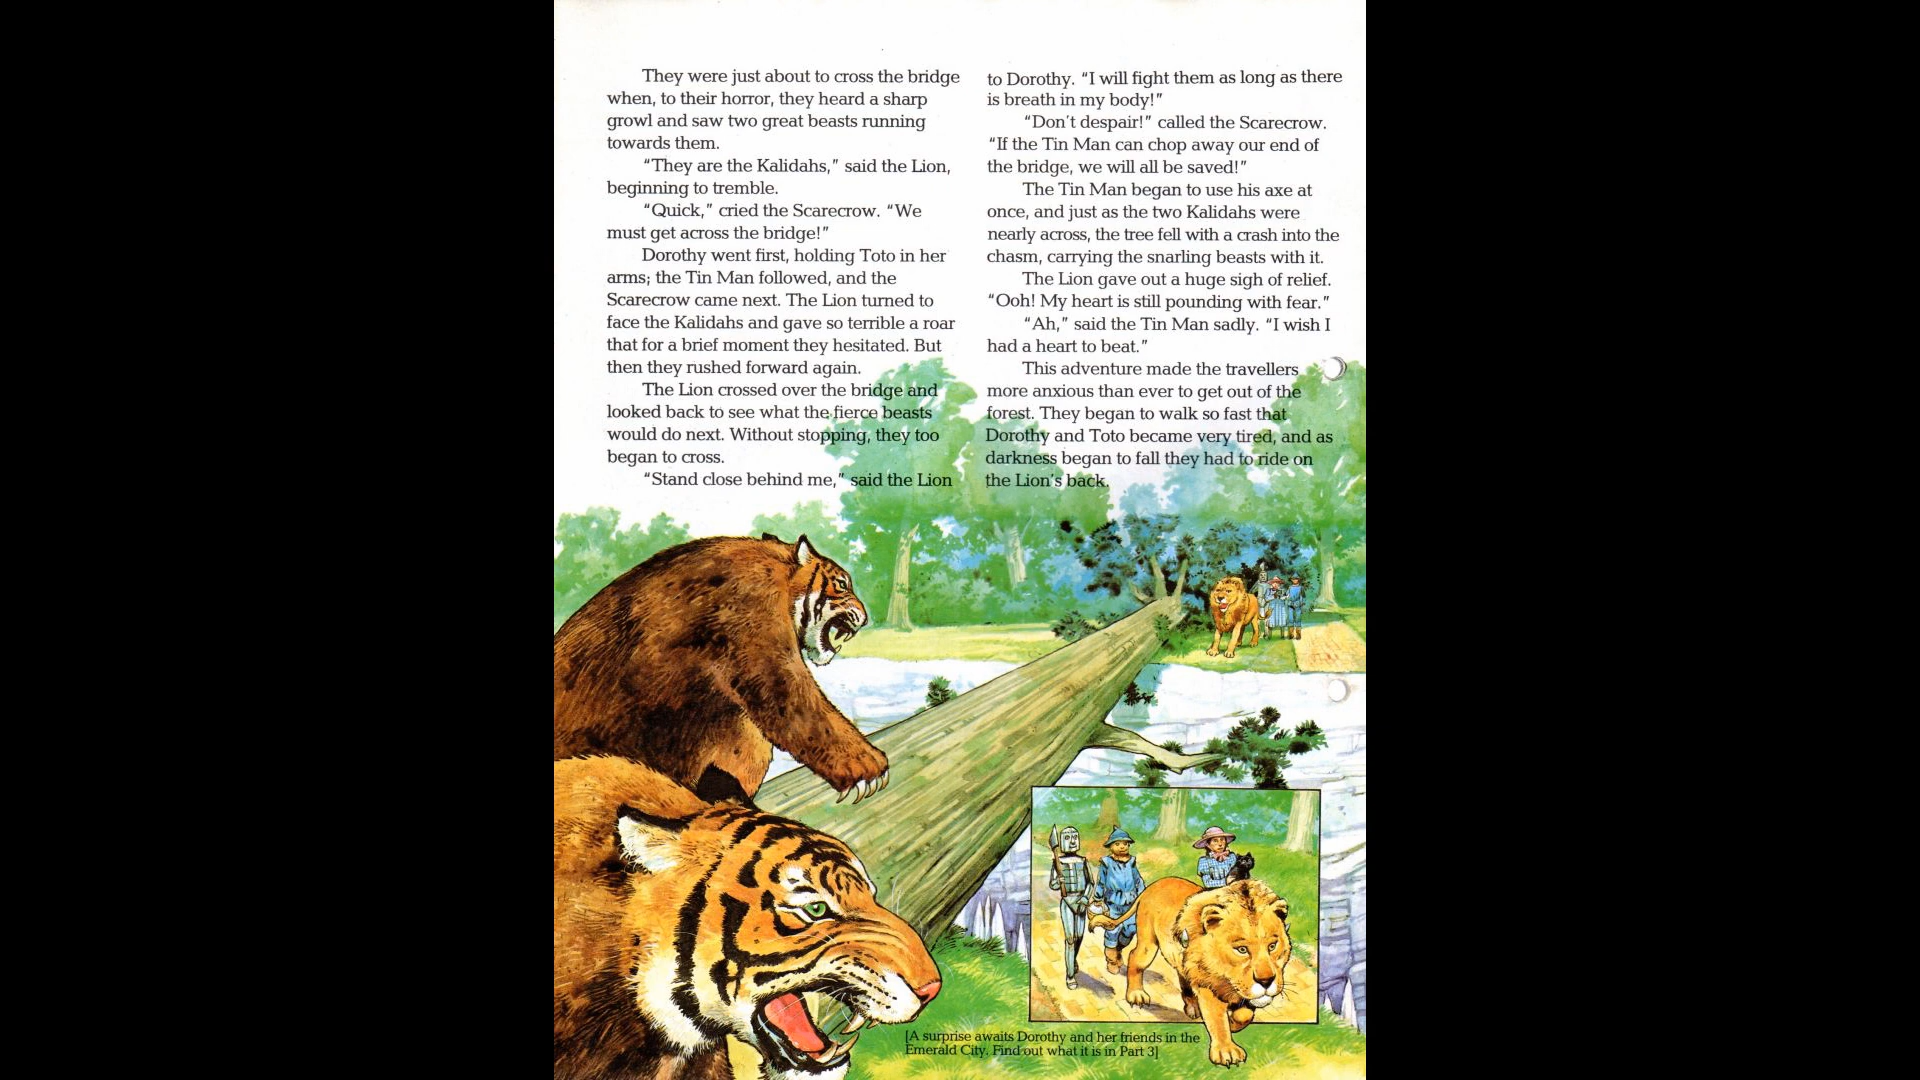 They were just about to cross the bridge
when, to their horror, they heard a sharp
growl and saw two great beasts running
towards them.
“They are the Kalidahs,” said the Lion,
beginning to tremble.
“Quick,” cried the Scarecrow. “We
must get across the bridge!”
Dorothy went first, holding Toto in her
arms; the Tin Man followed, and the
Scarecrow came next. The Lion turned to
face the Kalidahs and gave so terrible a roar
that for a brief moment they hesitated. But
then they rushed forward again.
The Lion crossed over the bridge and
looked back to see what the fierce beasts
would do next. Without stopping, they too
began to cross.
“Stand close behind me,” said the Lion
to Dorothy. “I will fight them as long as there
is breath in my body!”
“Don't despair!” called the Scarecrow.
“If the Tin Man can chop away our end of
the bridge, we will all be saved!”
The Tin Man began to use his axe at
once, and just as the two Kalidahs were
nearly across, the tree fell with a crash into the
chasm, carrying the snarling beasts with it.
The Lion gave out a huge sigh of relief.
“Ooh! My heart is still pounding with fear.”
“Ah,” said the Tin Man sadly. “I wish I
had a heart to beat.”
This adventure made the travellers
more anxious than ever to get out of the
forest. They began to walk so fast that
Dorothy and Toto became very tired, and as
darkness began to fall they had to ride on
the Lion's back.
[A surprise awaits Dorothy and her friends in the
Emerald City. Find out what it is in Part 3]